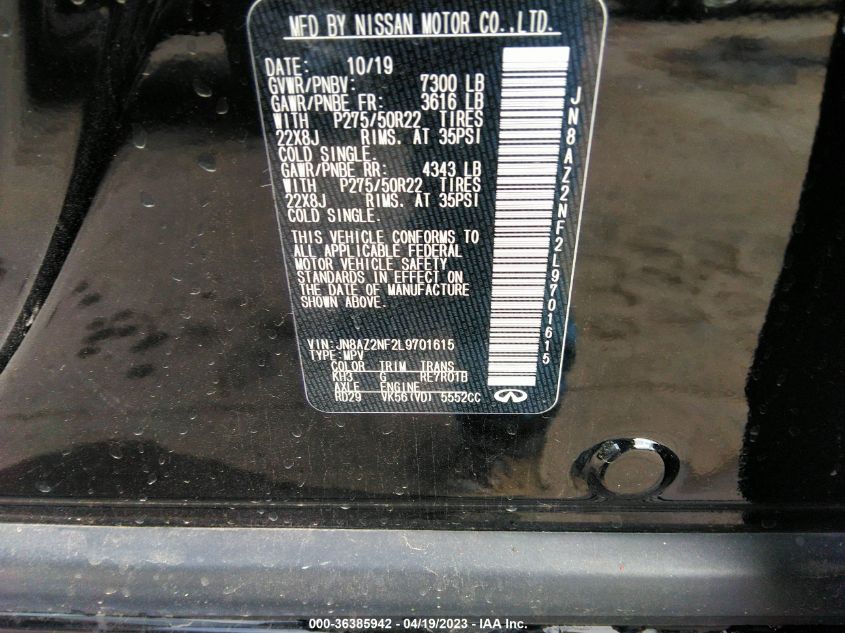 MFD BY NISSAN MOTOR CO.,LTD.
DATE: 10/19
GVWR/PNBV: 7300 LB
GAWR/PNBE FR: 3616 LB
WITH P275/50R22 TIRES
22X8J RIMS. AT 35PSI
COLD SINGLE.
GAWR/PNBE RR: 4343 LB
WITH P275/50R22 TIRES
22X8J RIMS. AT 35PSI
COLD SINGLE.
THIS VEHICLE CONFORMS TO
ALL APPLICABLE FEDERAL
MOTOR VEHICLE SAFETY
STANDARDS IN EFFECT ON
THE DATE OF MANUFACTURE
SHOWN ABOVE.
VIN:JN8AZ2NF2L9701615
TYPE:MPV
COLOR TRIM TRANS
KH3 G RE7R01B
AXLE ENGINE
RD29 VK56(VD) 5552CC
JN8AZ2NF2L9701615
000-36385942 - 04/19/2023 - IAA Inc.